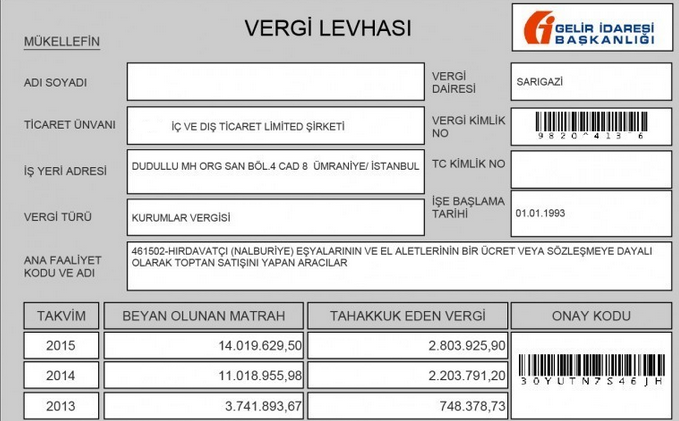 VERGİ LEVHASI
GELİR İDARESİ
BAŞKANLIĞI
MÜKELLEFİN
ADI SOYADI
VERGİ
DAİRESİ
SARIGAZİ
TİCARET ÜNVANI
İÇ VE DIŞ TİCARET LİMİTED ŞİRKETİ
VERGİ KİMLİK
NO
İŞ YERİ ADRESİ
DUDULLU MH ORG SAN BÖL.4 CAD 8 ÜMRANİYE/ İSTANBUL
TC KİMLİK NO
VERGİ TÜRÜ
KURUMLAR VERGİSİ
İŞE BAŞLAMA
TARİHİ
01.01.1993
ANA FAALİYET
KODU VE ADI
461502-HIRDAVATÇI (NALBURİYE) EŞYALARININ VE EL ALETLERİNİN BİR ÜCRET VEYA SÖZLEŞMEYE DAYALI
OLARAK TOPTAN SATIŞINI YAPAN ARACILAR
TAKVİM BEYAN OLUNAN MATRAH TAHAKKUK EDEN VERGİ ONAY KODU
2015 14.019.629,50 2.803.925,90
2014 11.018.955,98 2.203.791,20
30YUTN7S46JH
2013 3.741.893,67 748.378,73